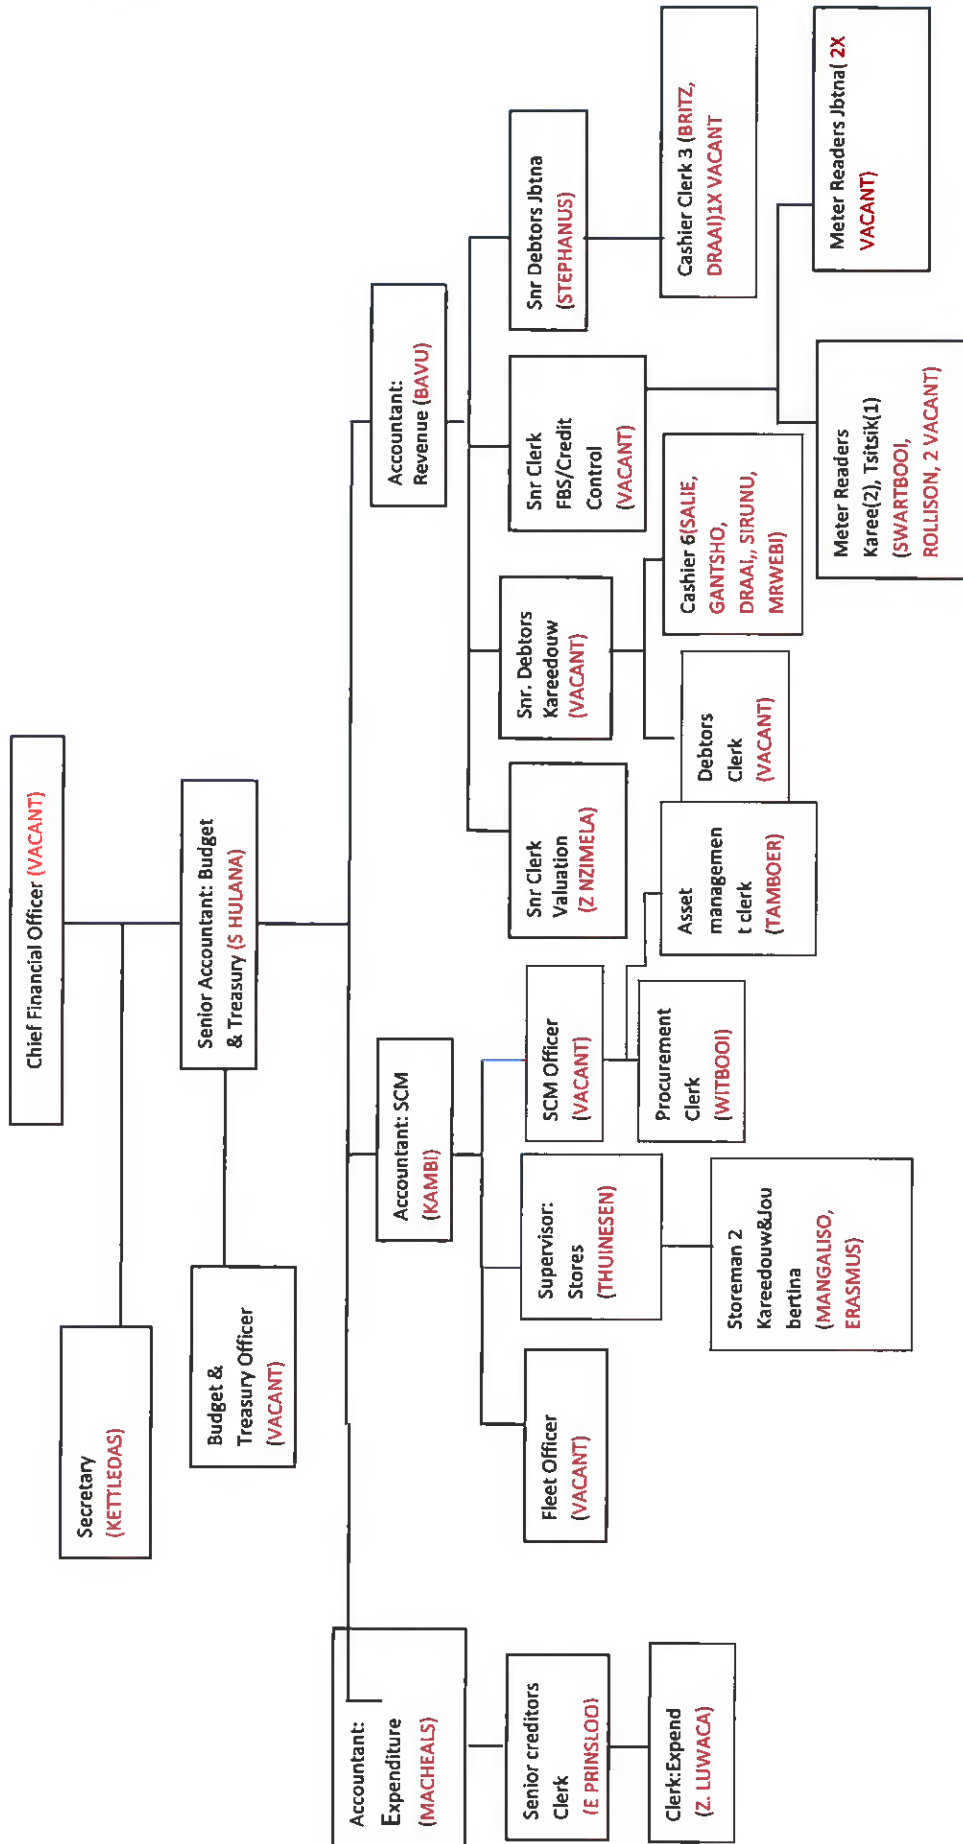 Chief Financial Officer (VACANT)
Secretary
(KETTLEDAS)
Senior Accountant: Budget
& Treasury (S HULANA)
Budget &
Treasury Officer
(VACANT)
Accountant:
Expenditure
(MACHEALS)
Accountant: SCM
(KAMBI)
Accountant:
Revenue (BAVU)
Senior creditors
Clerk
(E PRINSLOO)
Fleet Officer
(VACANT)
Supervisor:
Stores
(THUINESEN)
SCM Officer
(VACANT)
Snr Clerk
Valuation
(Z NZIMELA)
Snr. Debtors
Kareedouw
(VACANT)
Snr Clerk
FBS/Credit
Control
(VACANT)
Snr Debtors Jbtna
(STEPHANUS)
Clerk:Expend
(Z. LUWACA)
Storeman 2
Kareedouw&Jou
bertina
(MANGALISO,
ERASMUS)
Procurement
Clerk
(WITBOOI)
Asset
managemen
t clerk
(TAMBOER)
Debtors
Clerk
(VACANT)
Cashier 6(SALIE,
GANTSHO,
DRAAI,, SIRUNU,
MRWEBI)
Cashier Clerk 3 (BRITZ,
DRAAI)1X VACANT
Meter Readers
Karee(2), Tsitsik(1)
(SWARTBOOI,
ROLLISON, 2 VACANT)
Meter Readers Jbtna( 2X
VACANT)